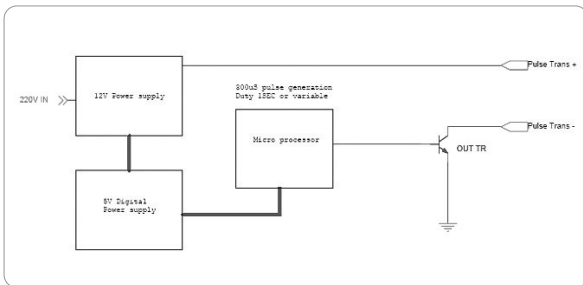 220V IN
12V Power supply
Pulse Trans +
800uS pulse generation
Duty 1SEC or variable
Micro processor
Pulse Trans -
OUT TR
5V Digital
Power supply